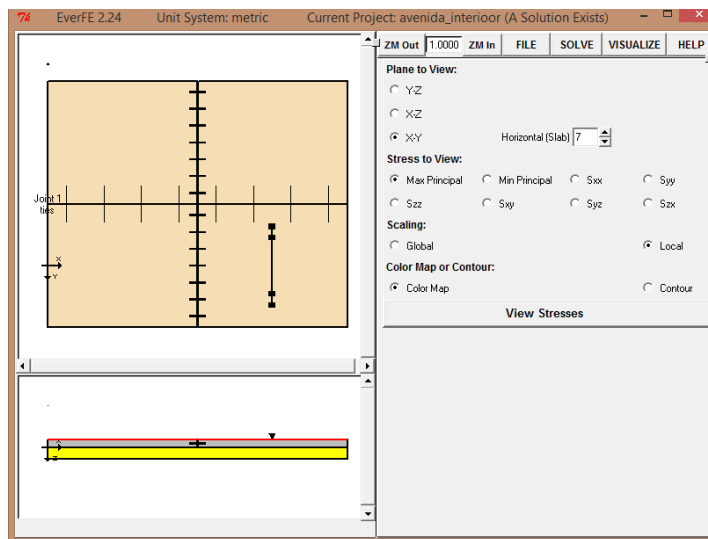 EverFE 2.24 Unit System: metric Current Project: avenida_interioor (A Solution Exists)
ZM Out 1.0000 ZM In FILE SOLVE VISUALIZE HELP
Plane to View:
Y-Z
X-Z
X-Y Horizontal (Slab) 7
Stress to View:
Max Principal Min Principal Sxx Syy
Szz Sxy Syz Szx
Scaling:
Global Local
Color Map or Contour:
Color Map Contour
View Stresses
Joint 1
ties
X
Y
X
Z